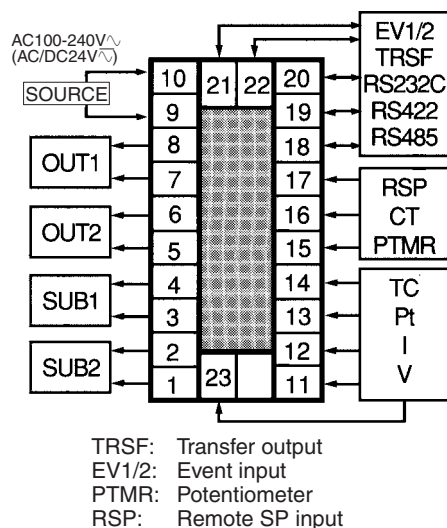 AC100-240V∿
(AC/DC24V∿)
SOURCE
OUT1
OUT2
SUB1
SUB2
10
9
8
7
6
5
4
3
2
1
21
22
23
20
19
18
17
16
15
14
13
12
11
EV1/2
TRSF
RS232C
RS422
RS485
RSP
CT
PTMR
TC
Pt
I
V
TRSF: Transfer output
EV1/2: Event input
PTMR: Potentiometer
RSP: Remote SP input